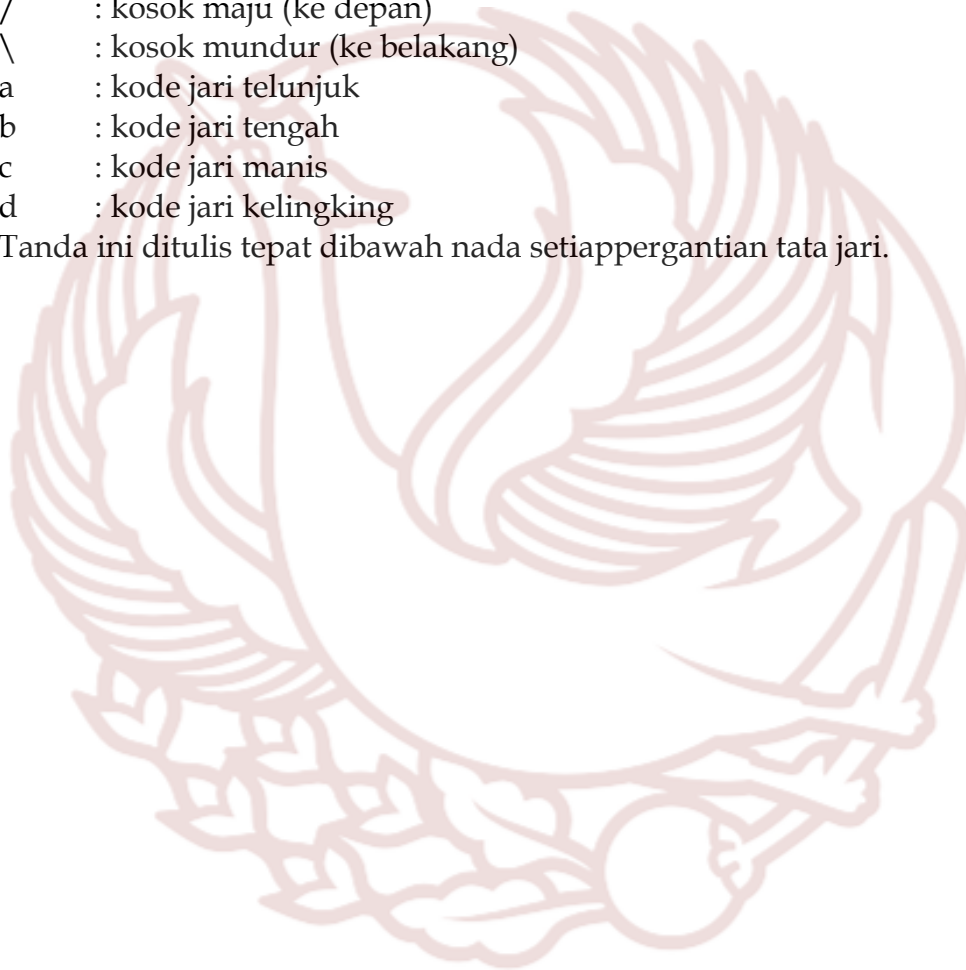 / : kosok maju (ke depan)
\ : kosok mundur (ke belakang)
a : kode jari telunjuk
b : kode jari tengah
c : kode jari manis
d : kode jari kelingking
Tanda ini ditulis tepat dibawah nada setiappergantian tata jari.